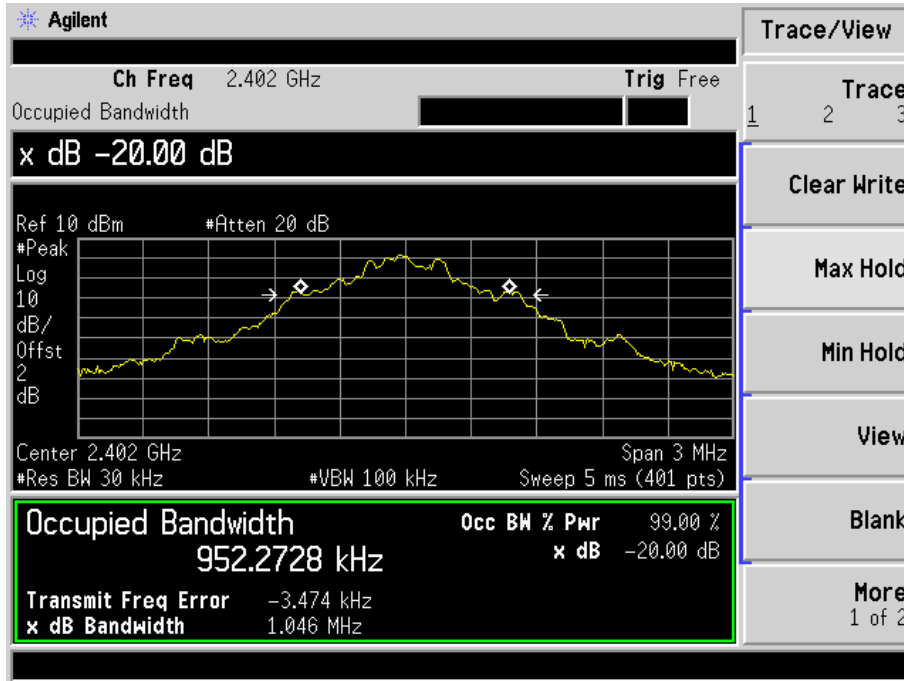 Agilent
Trace/View
Ch Freq 2.402 GHz Trig Free
Occupied Bandwidth
Trace
1 2 3
x dB -20.00 dB
Clear Write
Ref 10 dBm #Atten 20 dB
#Peak
Log
10
dB/
Offst
2
dB
Max Hold
Min Hold
View
Center 2.402 GHz Span 3 MHz
#Res BW 30 kHz #VBW 100 kHz Sweep 5 ms (401 pts)
Occupied Bandwidth Occ BW % Pwr 99.00 %
952.2728 kHz x dB -20.00 dB
Blank
Transmit Freq Error -3.474 kHz
x dB Bandwidth 1.046 MHz
More
1 of 2